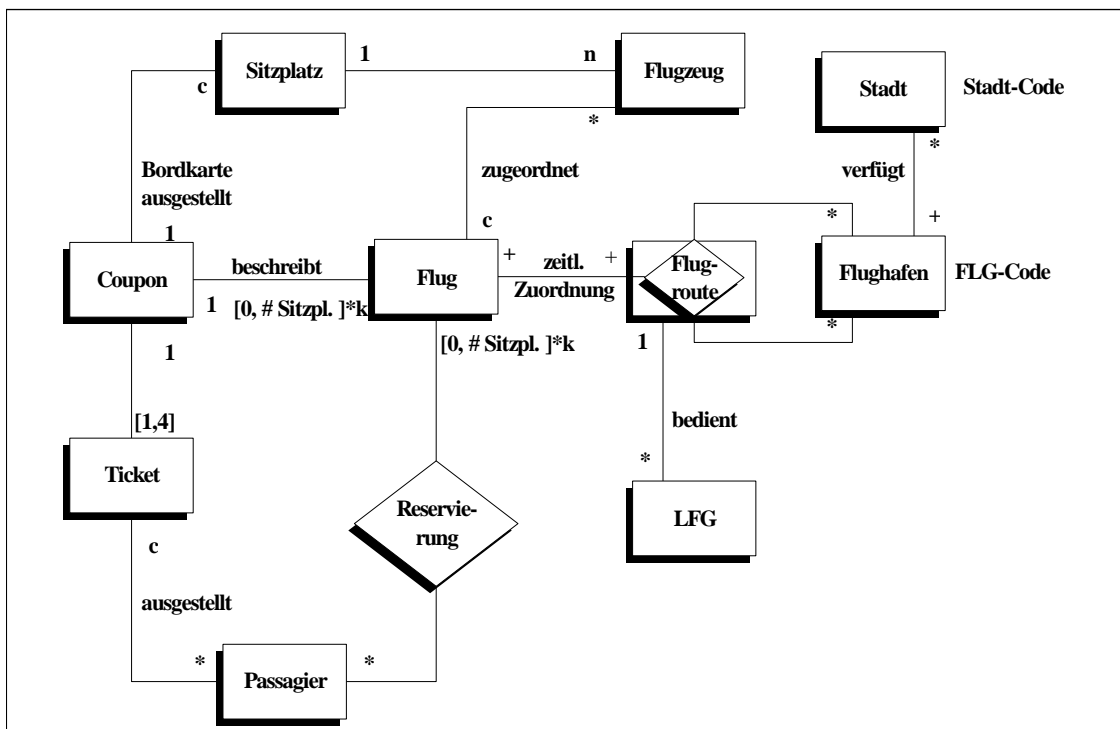 Sitzplatz
1
n
Flugzeug
Stadt
Stadt-Code
c
*
*
Bordkarte
ausgestellt
zugeordnet
verfügt
1
c
*
+
Coupon
beschreibt
Flug
+
zeitl.
Zuordnung
+
Flug-
route
Flughafen
FLG-Code
1
[0, # Sitzpl. ]*k
*
1
[0, # Sitzpl. ]*k
1
[1,4]
bedient
Ticket
*
Reservie-
rung
LFG
c
ausgestellt
*
Passagier
*